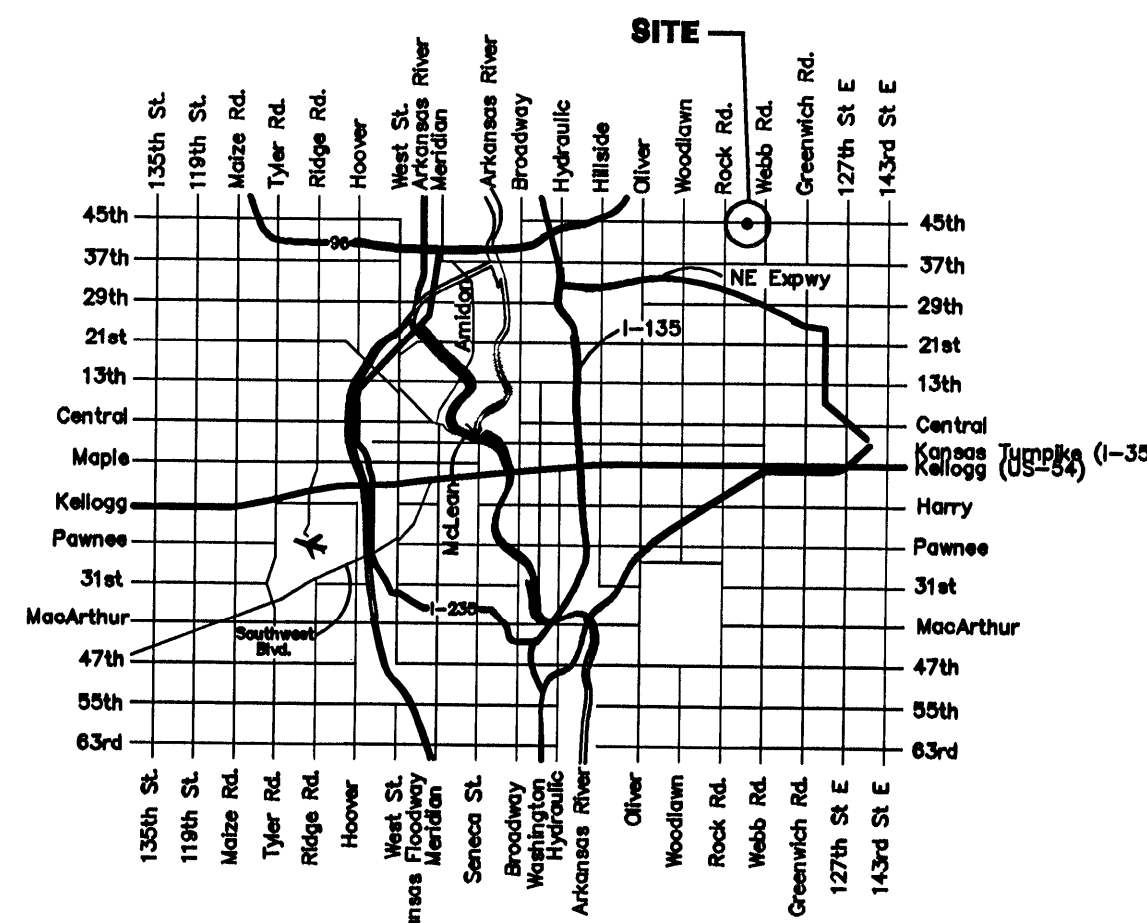 SITE
135th St.
119th St.
Maize Rd.
Tyler Rd.
Ridge Rd.
Hoover
West St.
Arkansas River
Meridian
Arkansas River
Broadway
Hydraulic
Hillside
Oliver
Woodlawn
Rock Rd.
Webb Rd.
Greenwich Rd.
127th St E
143rd St E
45th
37th
29th
21st
13th
Central
Maple
Kellogg
Pawnee
31st
MacArthur
47th
55th
63rd
96
Amidon
I-135
NE Expwy
McLean
I-235
Southwest
Blvd.
45th
37th
29th
21st
13th
Central
Kansas Turnpike (I-35
Kellogg (US-54)
Harry
Pawnee
31st
MacArthur
47th
55th
63rd
135th St.
119th St.
Maize Rd.
Tyler Rd.
Ridge Rd.
Hoover
West St.
nsas Floodway
Meridian
Seneca St.
Broadway
Washington
Hydraulic
Arkansas River
Oliver
Woodlawn
Rock Rd.
Webb Rd.
Greenwich Rd.
127th St E
143rd St E